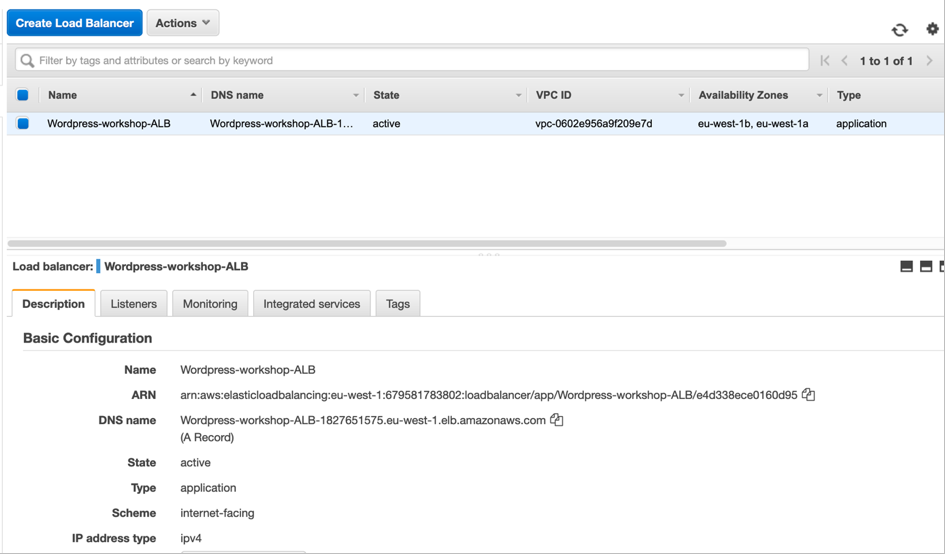 Create Load Balancer Actions
Filter by tags and attributes or search by keyword 1 to 1 of 1
Name DNS name State VPC ID Availability Zones Type
Wordpress-workshop-ALB Wordpress-workshop-ALB-1... active vpc-0602e956a9f209e7d eu-west-1b, eu-west-1a application
Load balancer: Wordpress-workshop-ALB
Description Listeners Monitoring Integrated services Tags
Basic Configuration
Name Wordpress-workshop-ALB
ARN arn:aws:elasticloadbalancing:eu-west-1:679581783802:loadbalancer/app/Wordpress-workshop-ALB/e4d338ece0160d95
DNS name Wordpress-workshop-ALB-1827651575.eu-west-1.elb.amazonaws.com
(A Record)
State active
Type application
Scheme internet-facing
IP address type ipv4